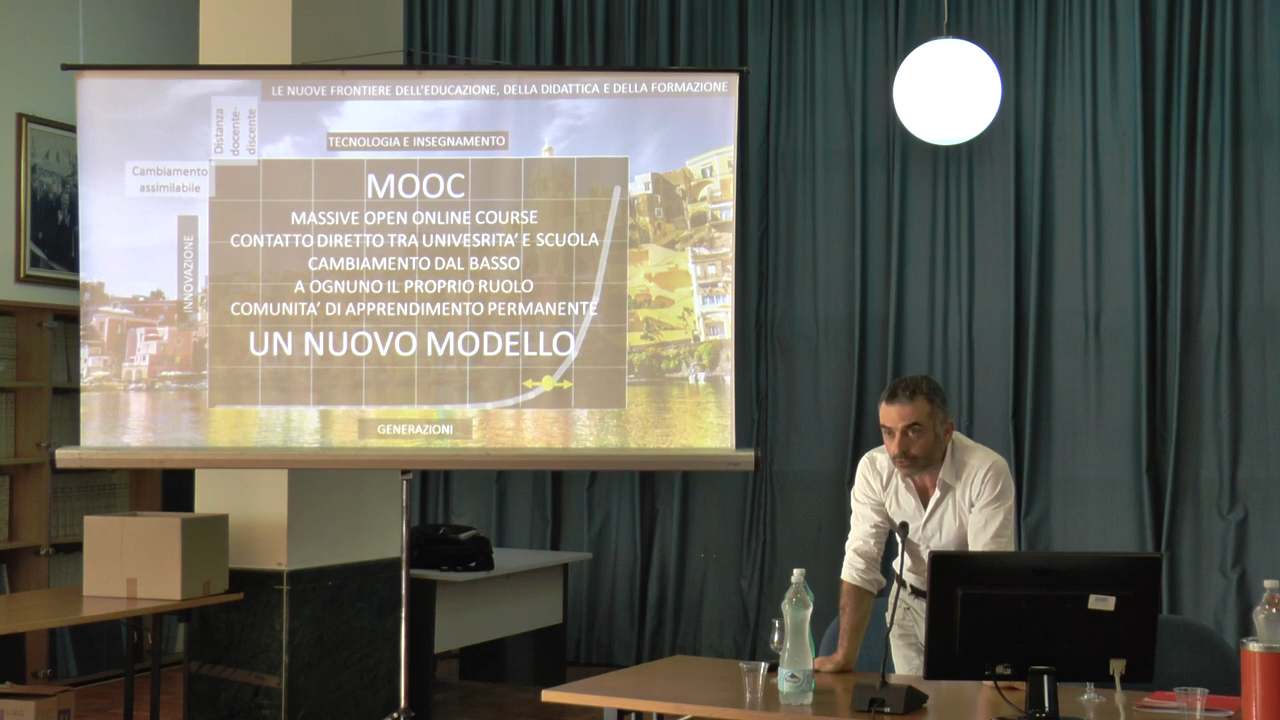 LE NUOVE FRONTIERE DELL'EDUCAZIONE, DELLA DIDATTICA E DELLA FORMAZIONE
Distanza
docente-
discente
TECNOLOGIA E INSEGNAMENTO
Cambiamento
assimilabile
INNOVAZIONE
MOOC
MASSIVE OPEN ONLINE COURSE
CONTATTO DIRETTO TRA UNIVESRITA' E SCUOLA
CAMBIAMENTO DAL BASSO
A OGNUNO IL PROPRIO RUOLO
COMUNITA' DI APPRENDIMENTO PERMANENTE
UN NUOVO MODELLO
GENERAZIONI